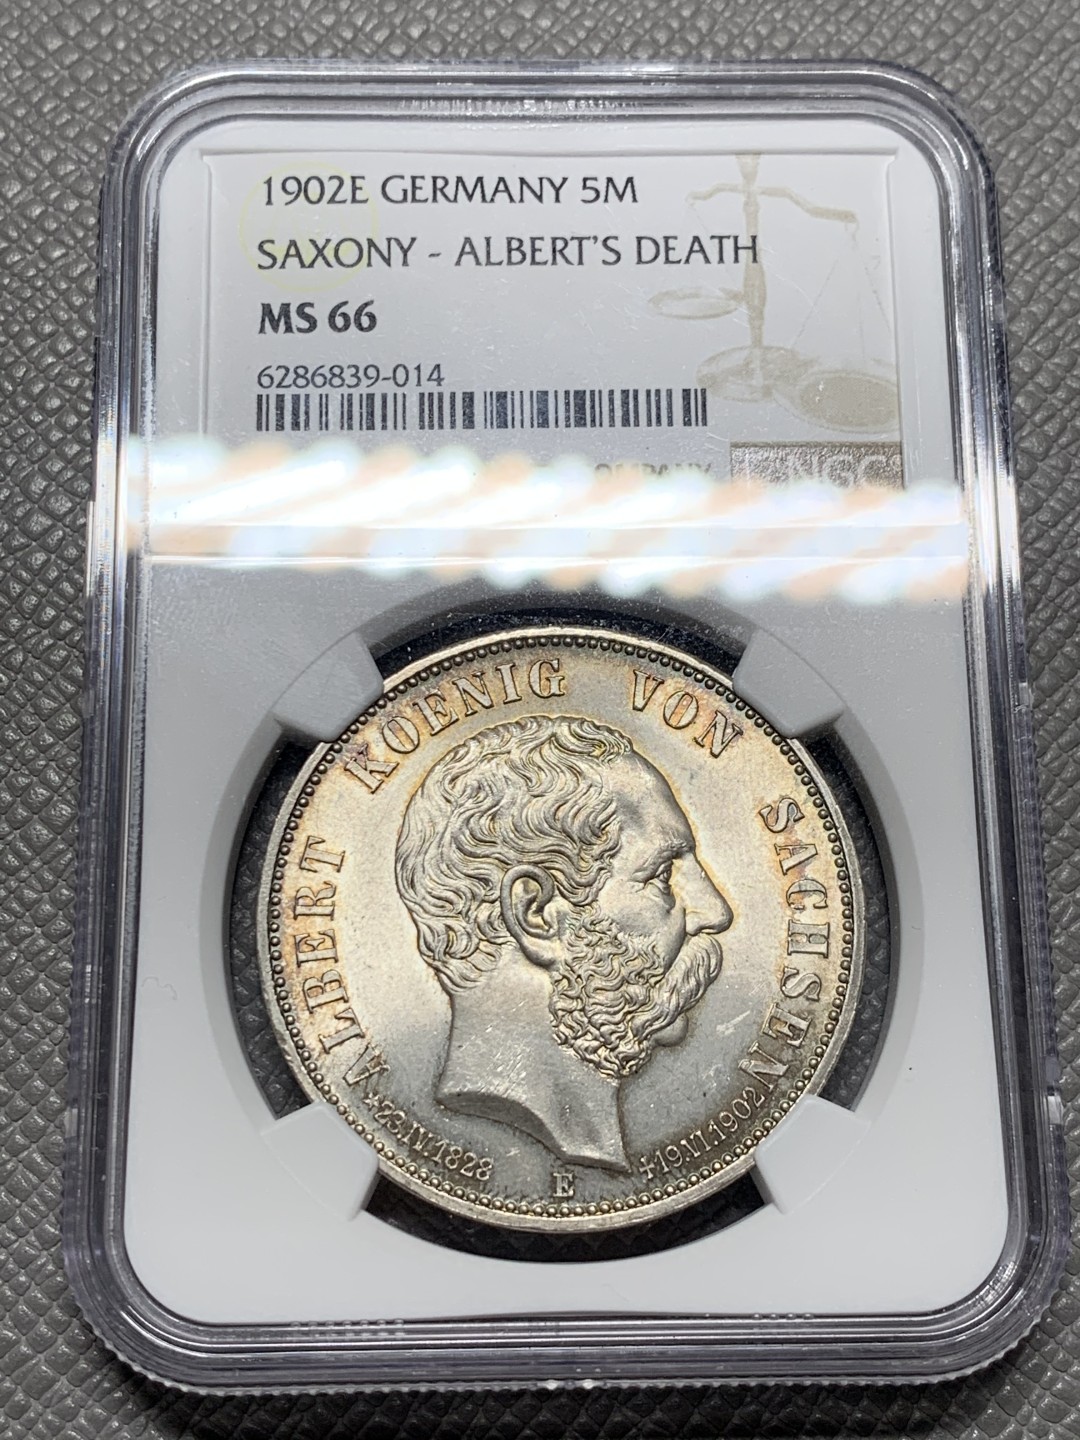 1902E GERMANY 5M
SAXONY - ALBERT'S DEATH
MS 66
6286839-014
NGC
ALBERT KOENIG VON SACHSEN
23.IV.1828
E
19.VI.1902